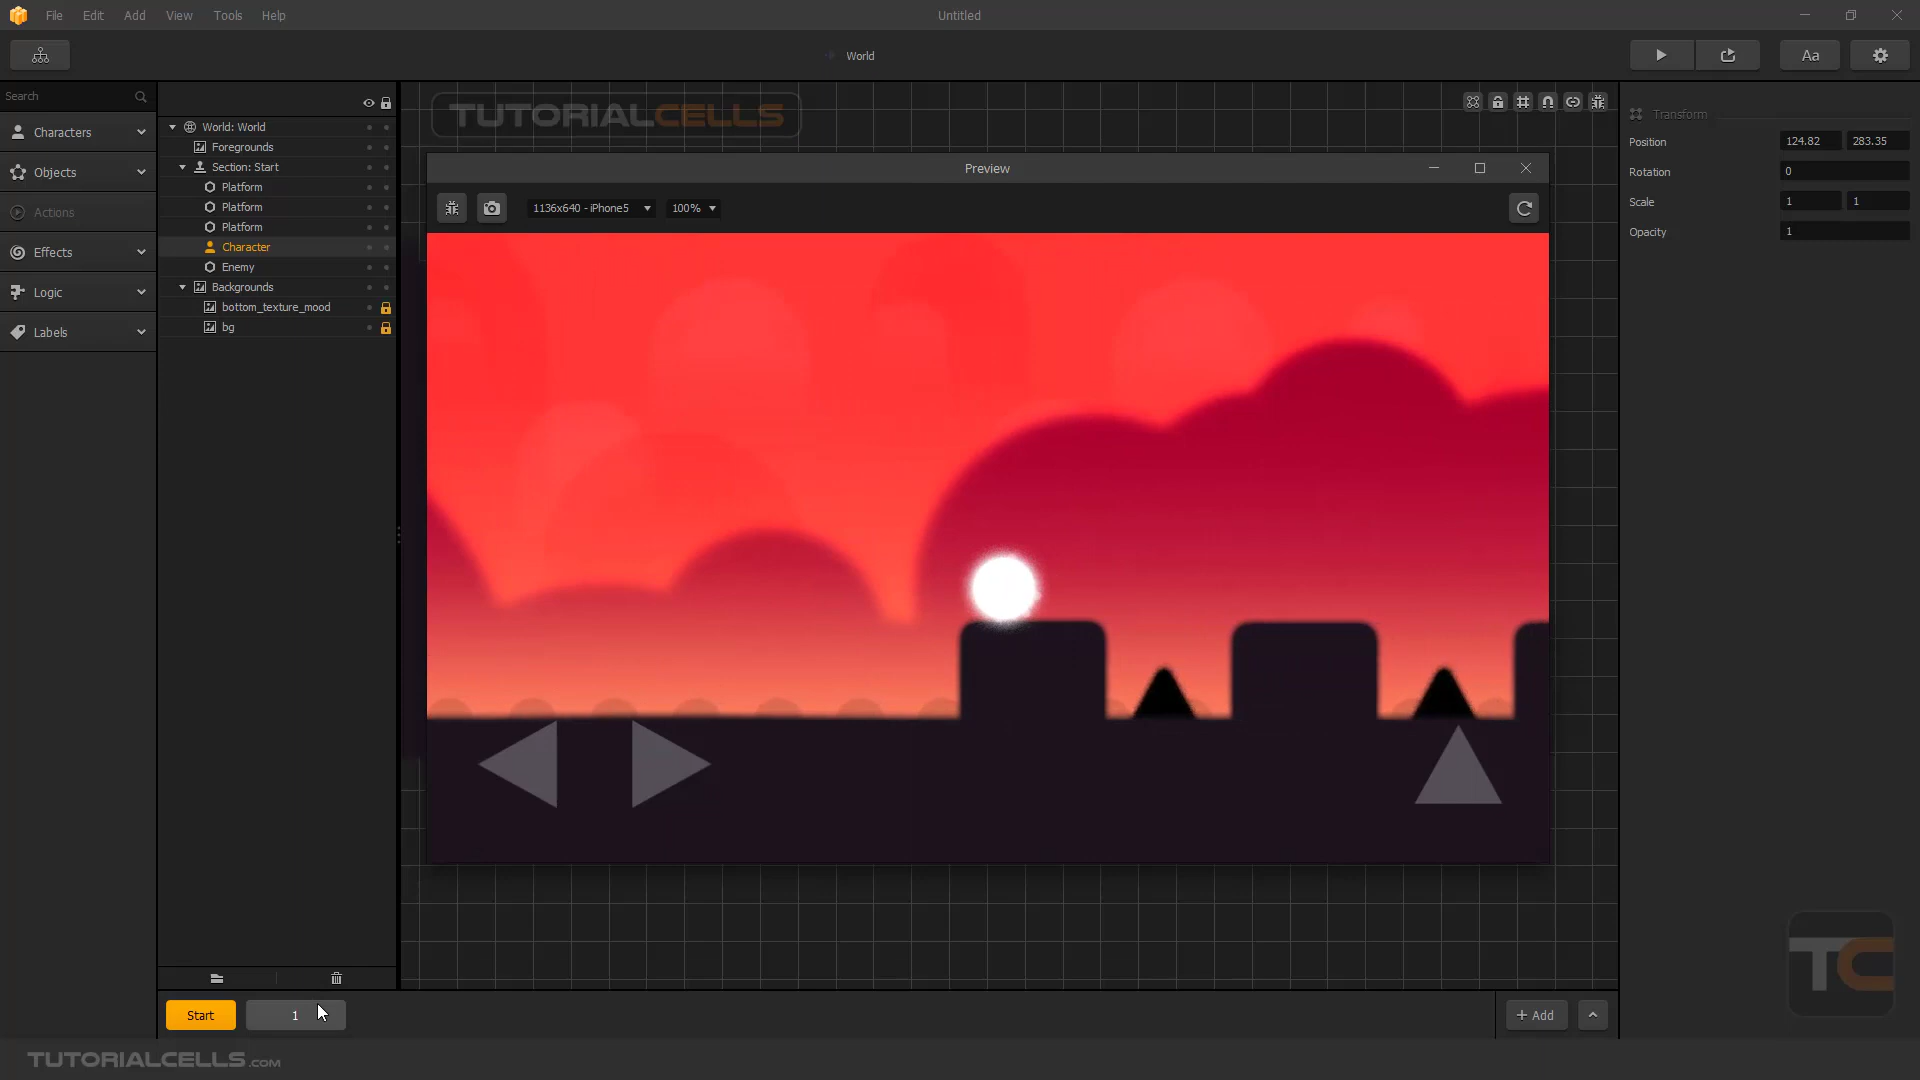 File Edit Add View Tools Help
Untitled
World
Aa
Search
Characters
Objects
Actions
Effects
Logic
Labels
World: World
Foregrounds
Section: Start
Platform
Platform
Platform
Character
Enemy
Backgrounds
bottom_texture_mood
bg
TUTORIALCELLS
Preview
1136x640 - iPhone5
100%
Transform
Position 124.82 283.35
Rotation 0
Scale 1 1
Opacity 1
TC
Start
1
+ Add
TUTORIALCELLS.COM